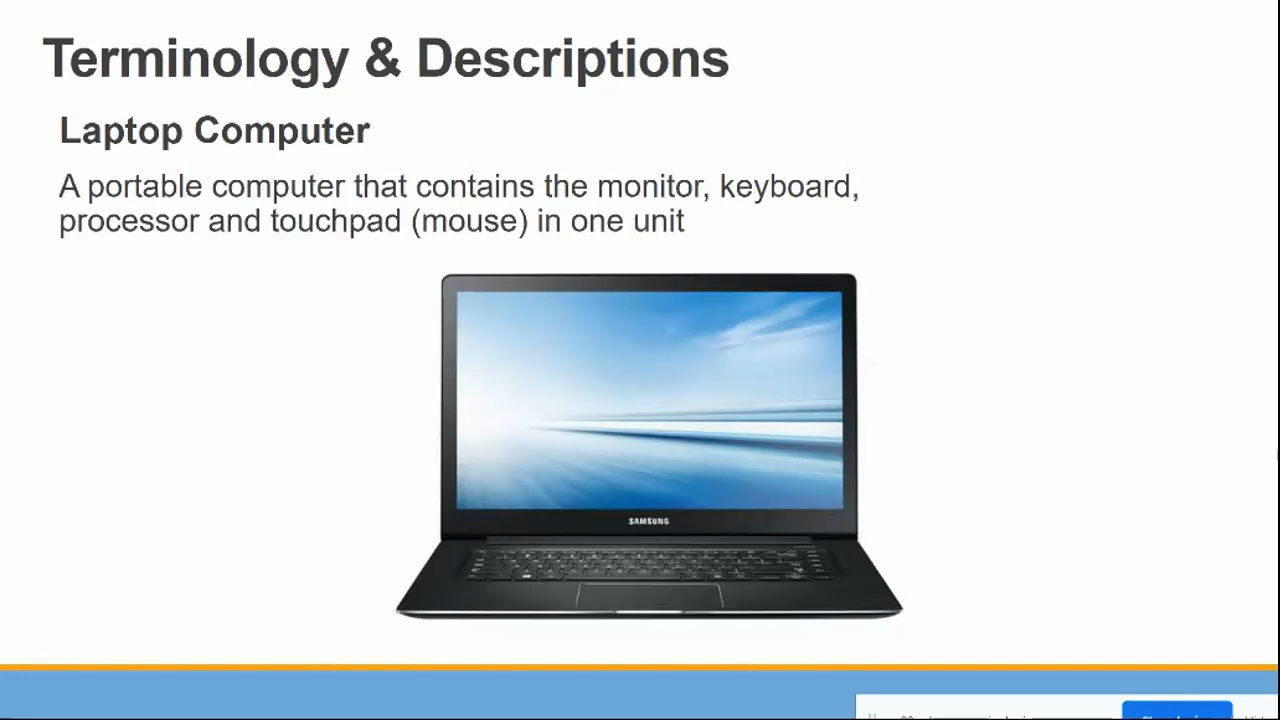 Terminology & Descriptions
Laptop Computer
A portable computer that contains the monitor, keyboard,
processor and touchpad (mouse) in one unit
SAMSUNG